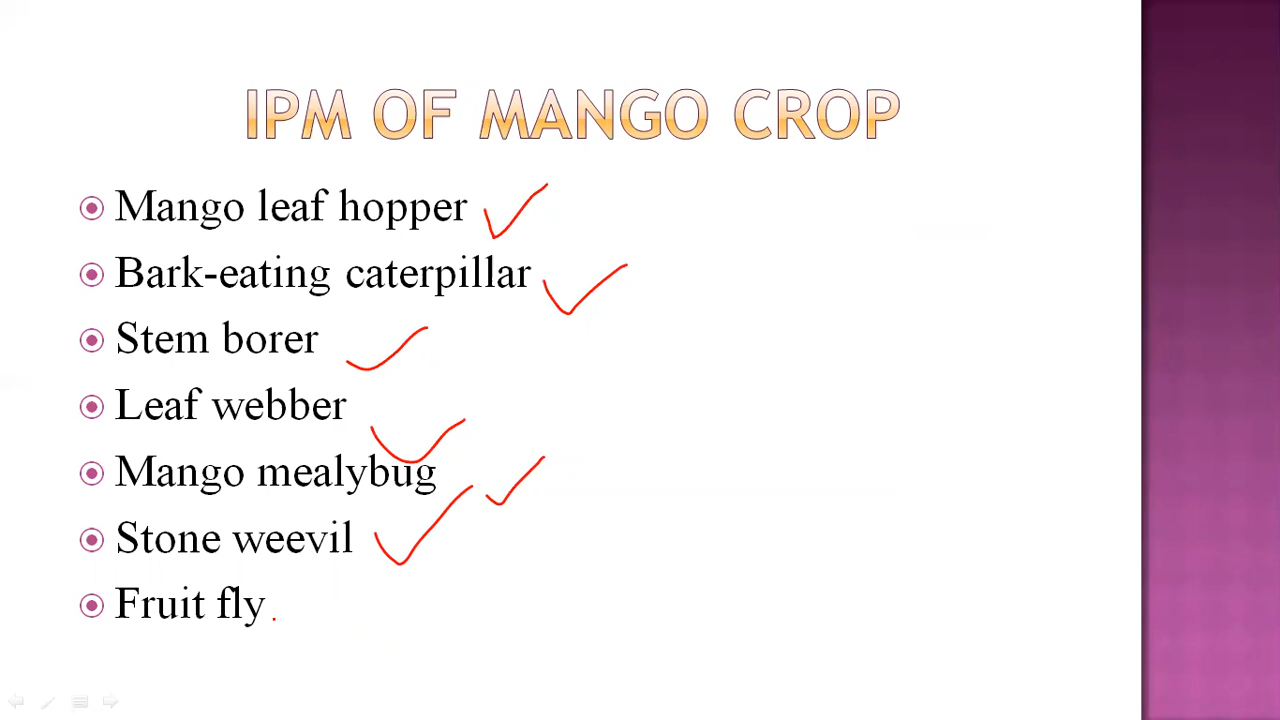 IPM OF MANGO CROP
Mango leaf hopper
Bark-eating caterpillar
Stem borer
Leaf webber
Mango mealybug
Stone weevil
Fruit fly